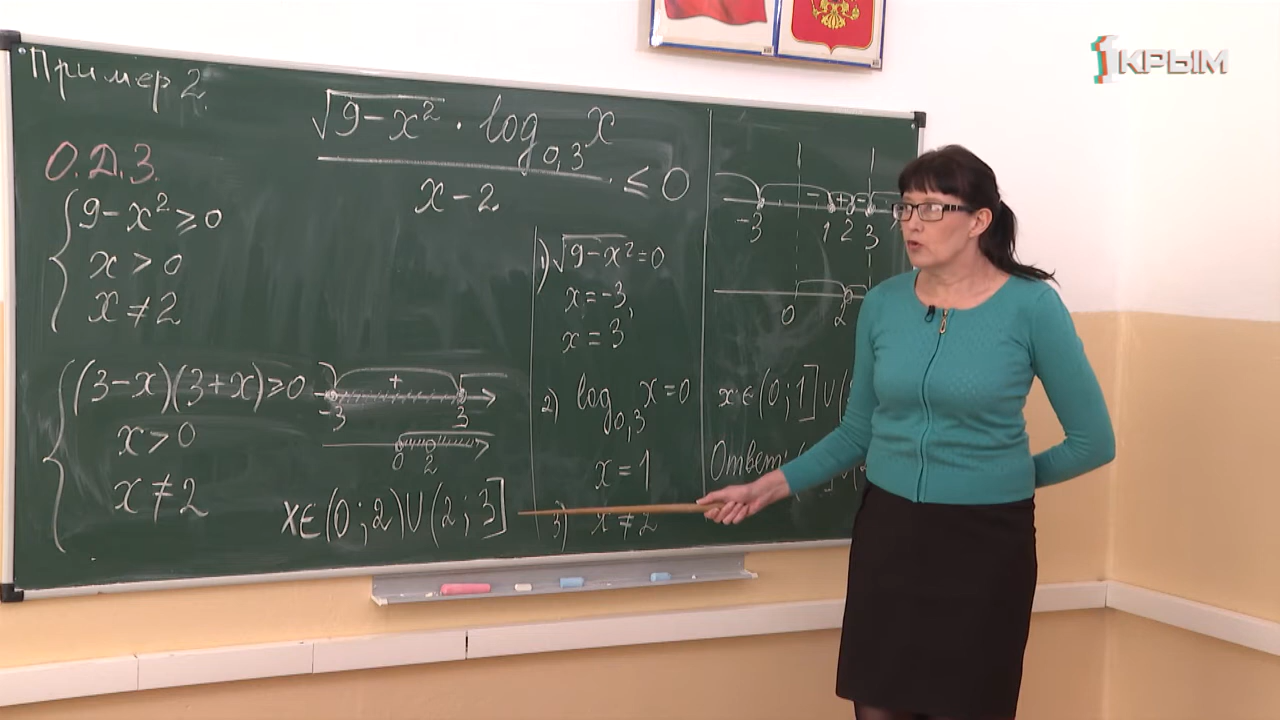 Пример 2.
√9-x² · log₀,₃ x
x-2
≤ 0
О.Д.З.
9-x² ≥ 0
x > 0
x ≠ 2
(3-x)(3+x) ≥ 0
x > 0
x ≠ 2
+
-3 3
0 2
x∈(0;2)∪(2;3]
1) √9-x² = 0
x = -3,
x = 3
2) log₀,₃ x = 0
x = 1
3) x ≠ 2
- + -
-3 1 2 3
0 2
x∈(0;1]∪(
Ответ: (
1КРЫМ